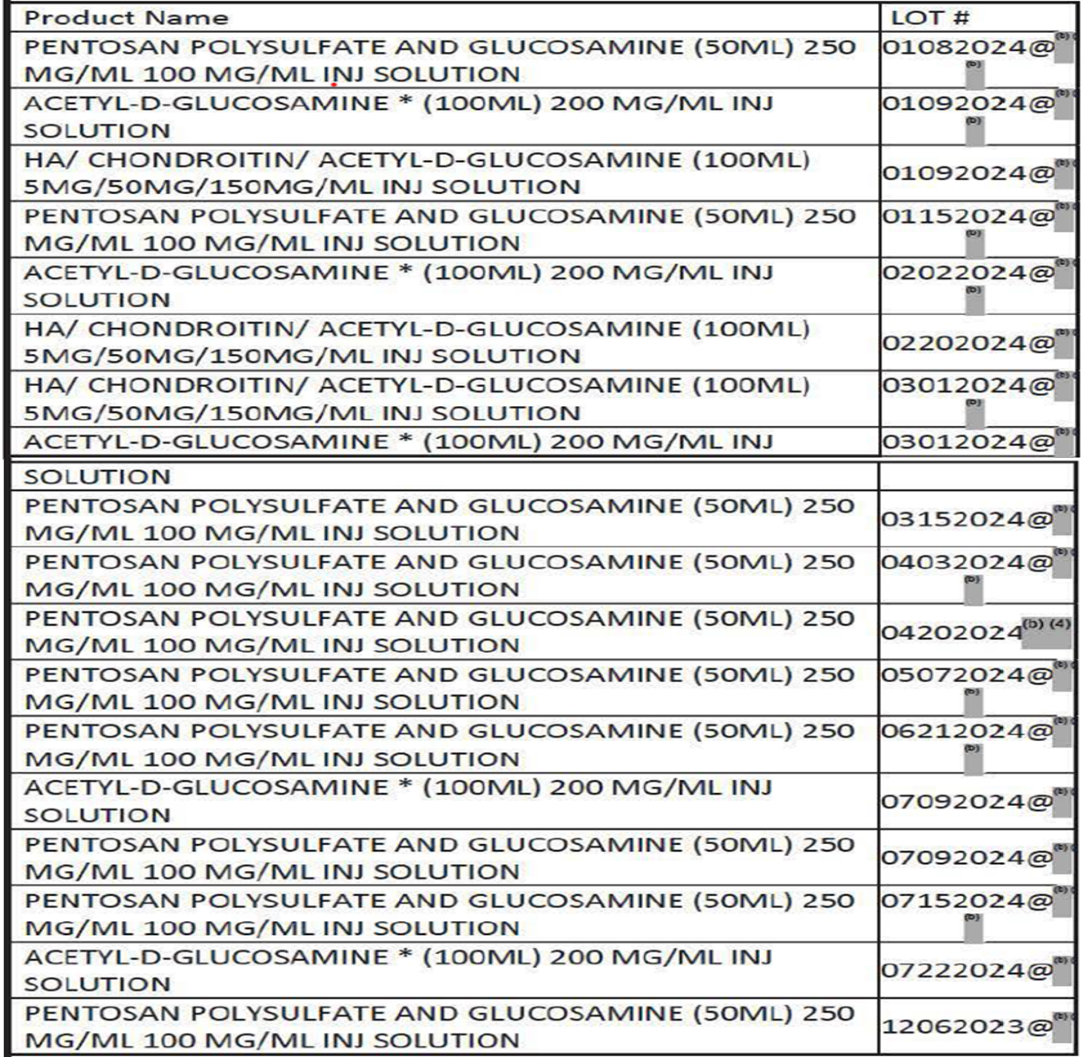 Product Name LOT #
PENTOSAN POLYSULFATE AND GLUCOSAMINE (50ML) 250 01082024@(b)
MG/ML 100 MG/ML INJ SOLUTION (b)
ACETYL-D-GLUCOSAMINE * (100ML) 200 MG/ML INJ 01092024@(b)
SOLUTION (b)
HA/ CHONDROITIN/ ACETYL-D-GLUCOSAMINE (100ML)
5MG/50MG/150MG/ML INJ SOLUTION 01092024@(b)
PENTOSAN POLYSULFATE AND GLUCOSAMINE (50ML) 250 01152024@(b)
MG/ML 100 MG/ML INJ SOLUTION (b)
ACETYL-D-GLUCOSAMINE * (100ML) 200 MG/ML INJ 02022024@(b)
SOLUTION (b)
HA/ CHONDROITIN/ ACETYL-D-GLUCOSAMINE (100ML)
5MG/50MG/150MG/ML INJ SOLUTION 02202024@(b)
HA/ CHONDROITIN/ ACETYL-D-GLUCOSAMINE (100ML) 03012024@(b)
5MG/50MG/150MG/ML INJ SOLUTION (b)
ACETYL-D-GLUCOSAMINE * (100ML) 200 MG/ML INJ 03012024@(b)
SOLUTION
PENTOSAN POLYSULFATE AND GLUCOSAMINE (50ML) 250
MG/ML 100 MG/ML INJ SOLUTION 03152024@(b)
PENTOSAN POLYSULFATE AND GLUCOSAMINE (50ML) 250 04032024@(b)
MG/ML 100 MG/ML INJ SOLUTION (b)
PENTOSAN POLYSULFATE AND GLUCOSAMINE (50ML) 250
MG/ML 100 MG/ML INJ SOLUTION 04202024(b) (4)
PENTOSAN POLYSULFATE AND GLUCOSAMINE (50ML) 250 05072024@(b)
MG/ML 100 MG/ML INJ SOLUTION (b)
PENTOSAN POLYSULFATE AND GLUCOSAMINE (50ML) 250 06212024@(b)
MG/ML 100 MG/ML INJ SOLUTION (b)
ACETYL-D-GLUCOSAMINE * (100ML) 200 MG/ML INJ
SOLUTION 07092024@(b)
PENTOSAN POLYSULFATE AND GLUCOSAMINE (50ML) 250
MG/ML 100 MG/ML INJ SOLUTION 07092024@(b)
PENTOSAN POLYSULFATE AND GLUCOSAMINE (50ML) 250 07152024@(b)
MG/ML 100 MG/ML INJ SOLUTION (b)
ACETYL-D-GLUCOSAMINE * (100ML) 200 MG/ML INJ
SOLUTION 07222024@(b)
PENTOSAN POLYSULFATE AND GLUCOSAMINE (50ML) 250
MG/ML 100 MG/ML INJ SOLUTION 12062023@(b)